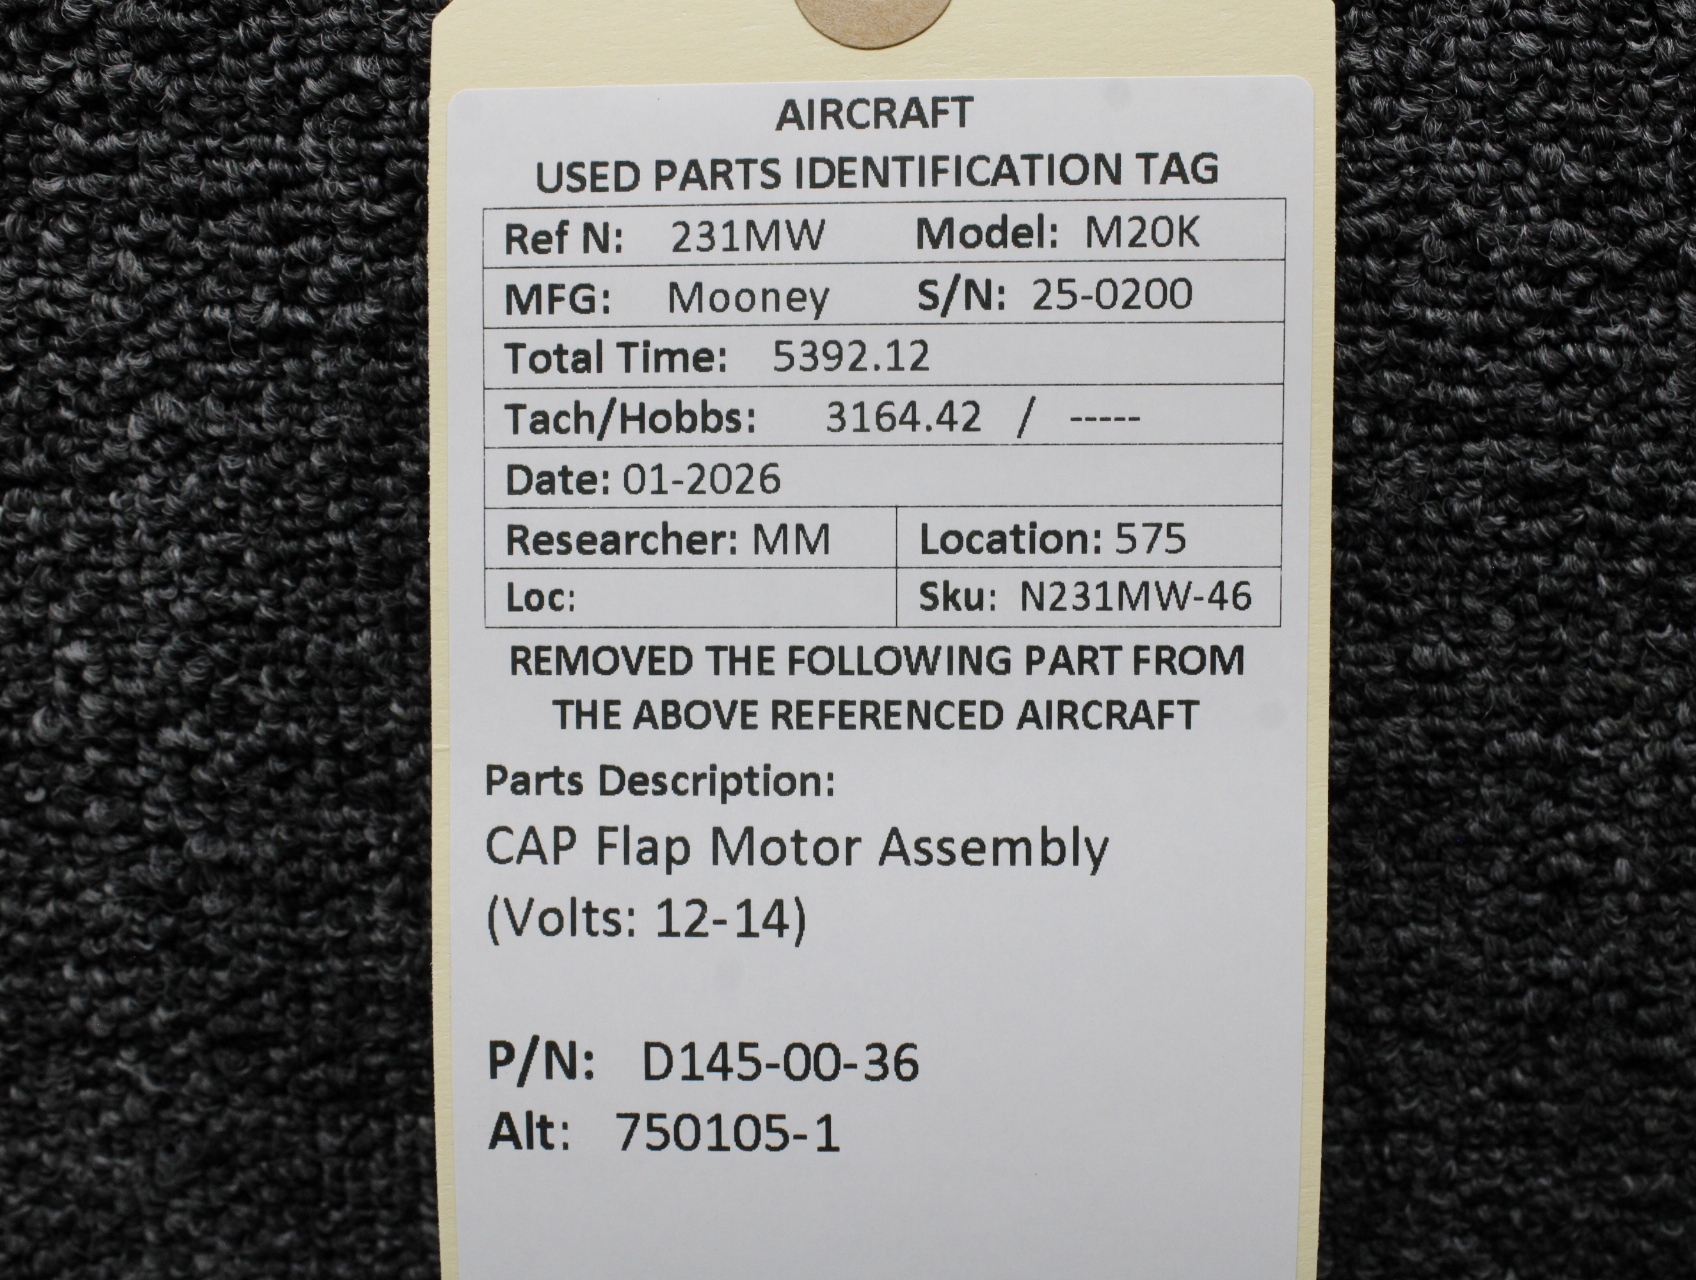 AIRCRAFT
USED PARTS IDENTIFICATION TAG
Ref N: 231MW Model: M20K
MFG: Mooney S/N: 25-0200
Total Time: 5392.12
Tach/Hobbs: 3164.42 / -----
Date: 01-2026
Researcher: MM Location: 575
Loc: Sku: N231MW-46
REMOVED THE FOLLOWING PART FROM
THE ABOVE REFERENCED AIRCRAFT
Parts Description:
CAP Flap Motor Assembly
(Volts: 12-14)
P/N: D145-00-36
Alt: 750105-1